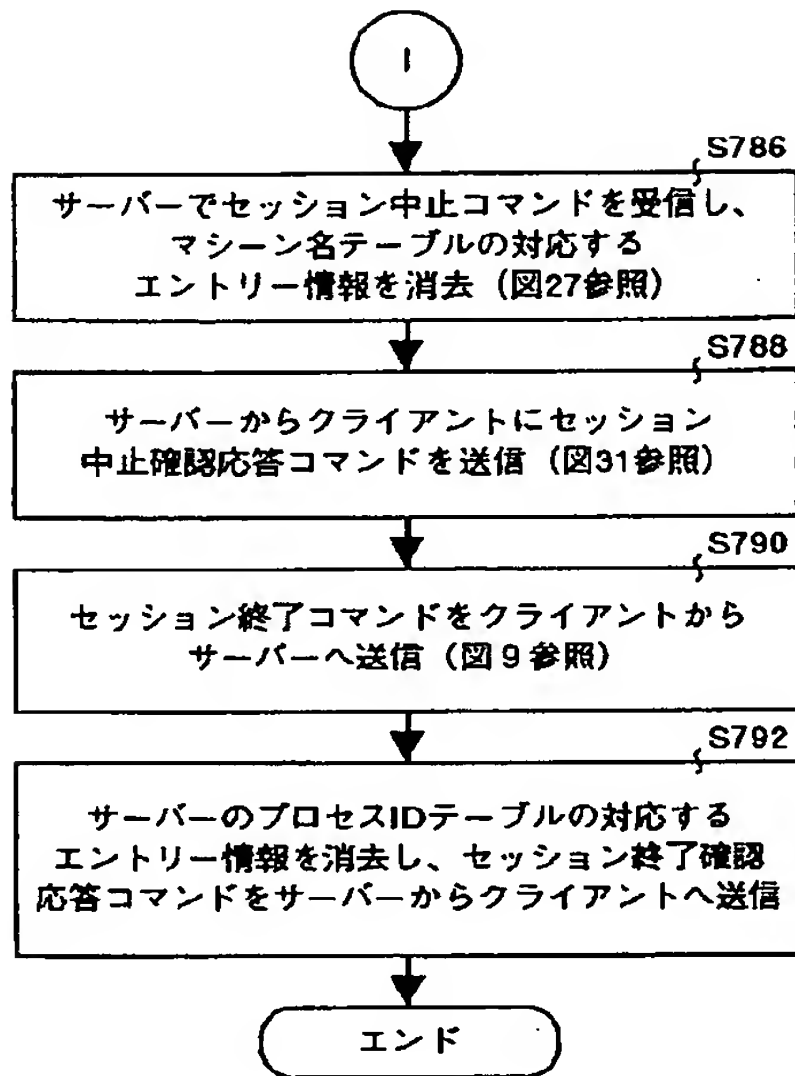 I
S786
サーバーでセッション中止コマンドを受信し、
マシーン名テーブルの対応する
エントリー情報を消去（図27参照）
S788
サーバーからクライアントにセッション
中止確認応答コマンドを送信（図31参照）
S790
セッション終了コマンドをクライアントから
サーバーへ送信（図９参照）
S792
サーバーのプロセスIDテーブルの対応する
エントリー情報を消去し、セッション終了確認
応答コマンドをサーバーからクライアントへ送信
エンド